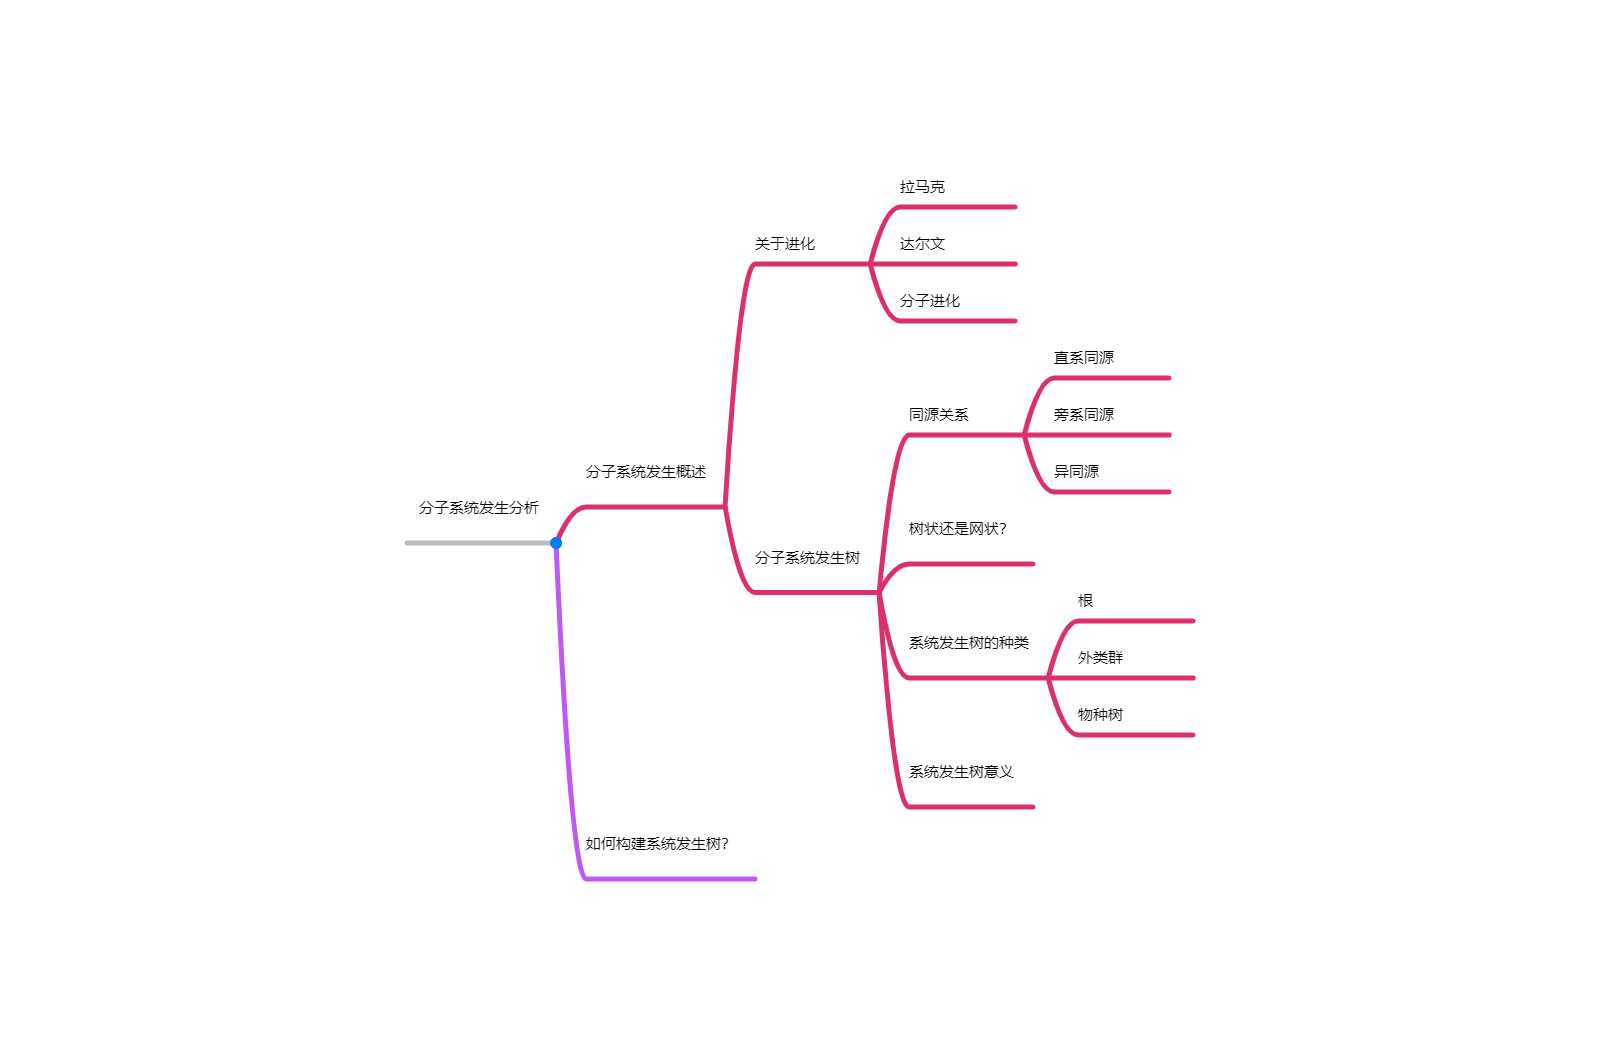 分子系统发生分析
分子系统发生概述
关于进化
拉马克
达尔文
分子进化
分子系统发生树
同源关系
直系同源
旁系同源
异同源
树状还是网状？
系统发生树的种类
根
外类群
物种树
系统发生树意义
如何构建系统发生树？